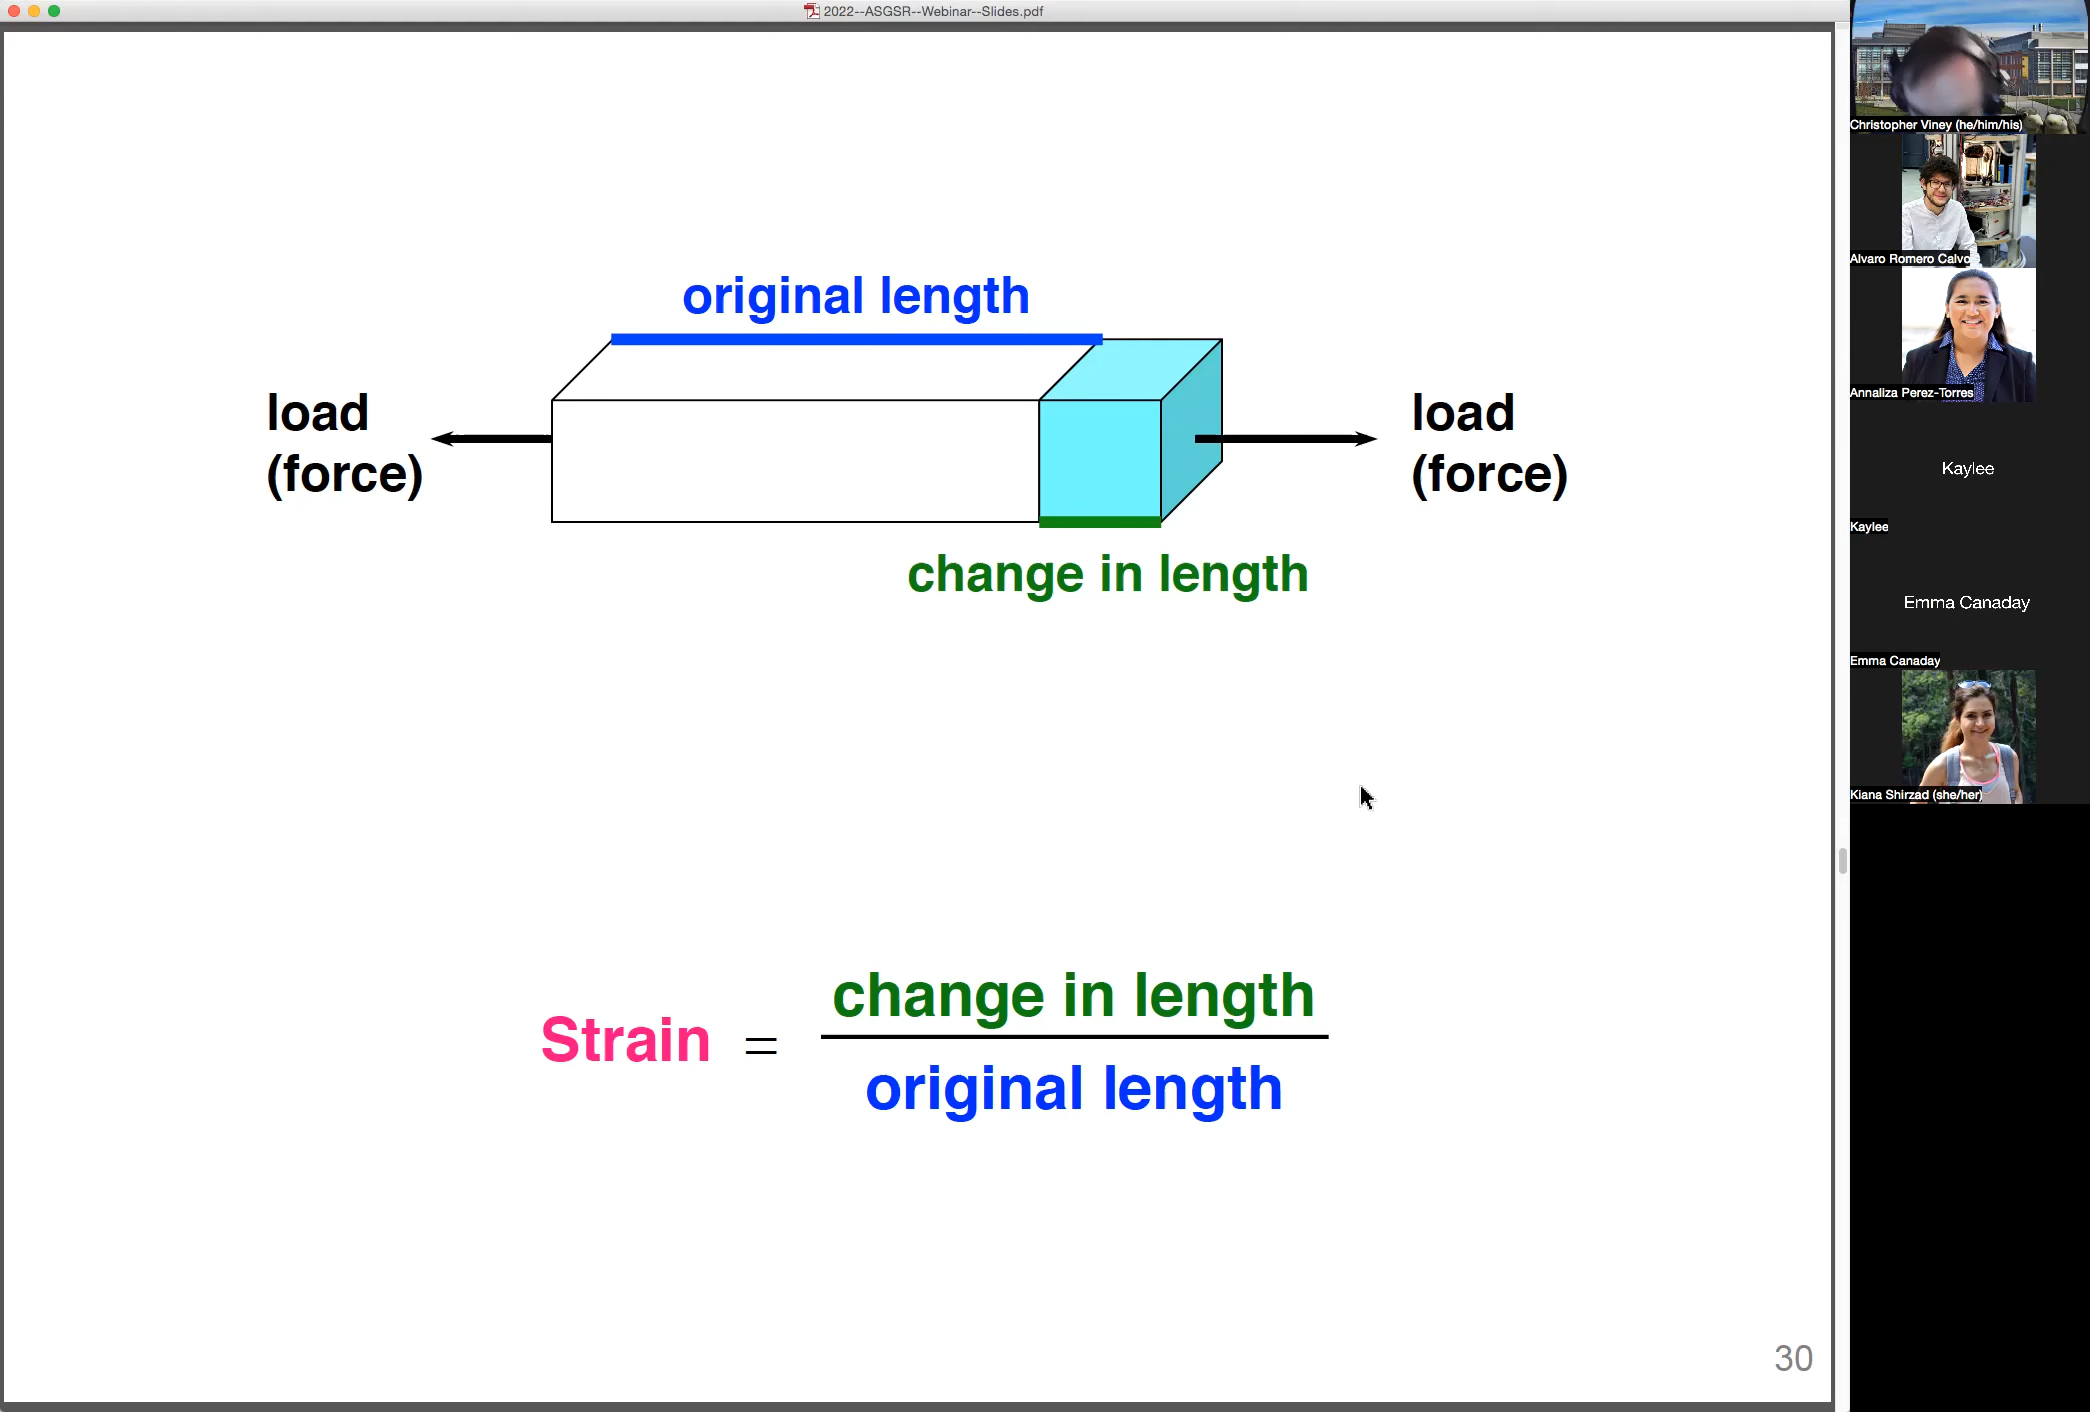 2022--ASGSR--Webinar--Slides.pdf
original length
load
(force)
load
(force)
change in length
Strain = change in length
original length
30
Christopher Viney (he/him/his)
Alvaro Romero Calvo
Annaliza Perez-Torres
Kaylee
Kaylee
Emma Canaday
Emma Canaday
Kiana Shirzad (she/her)